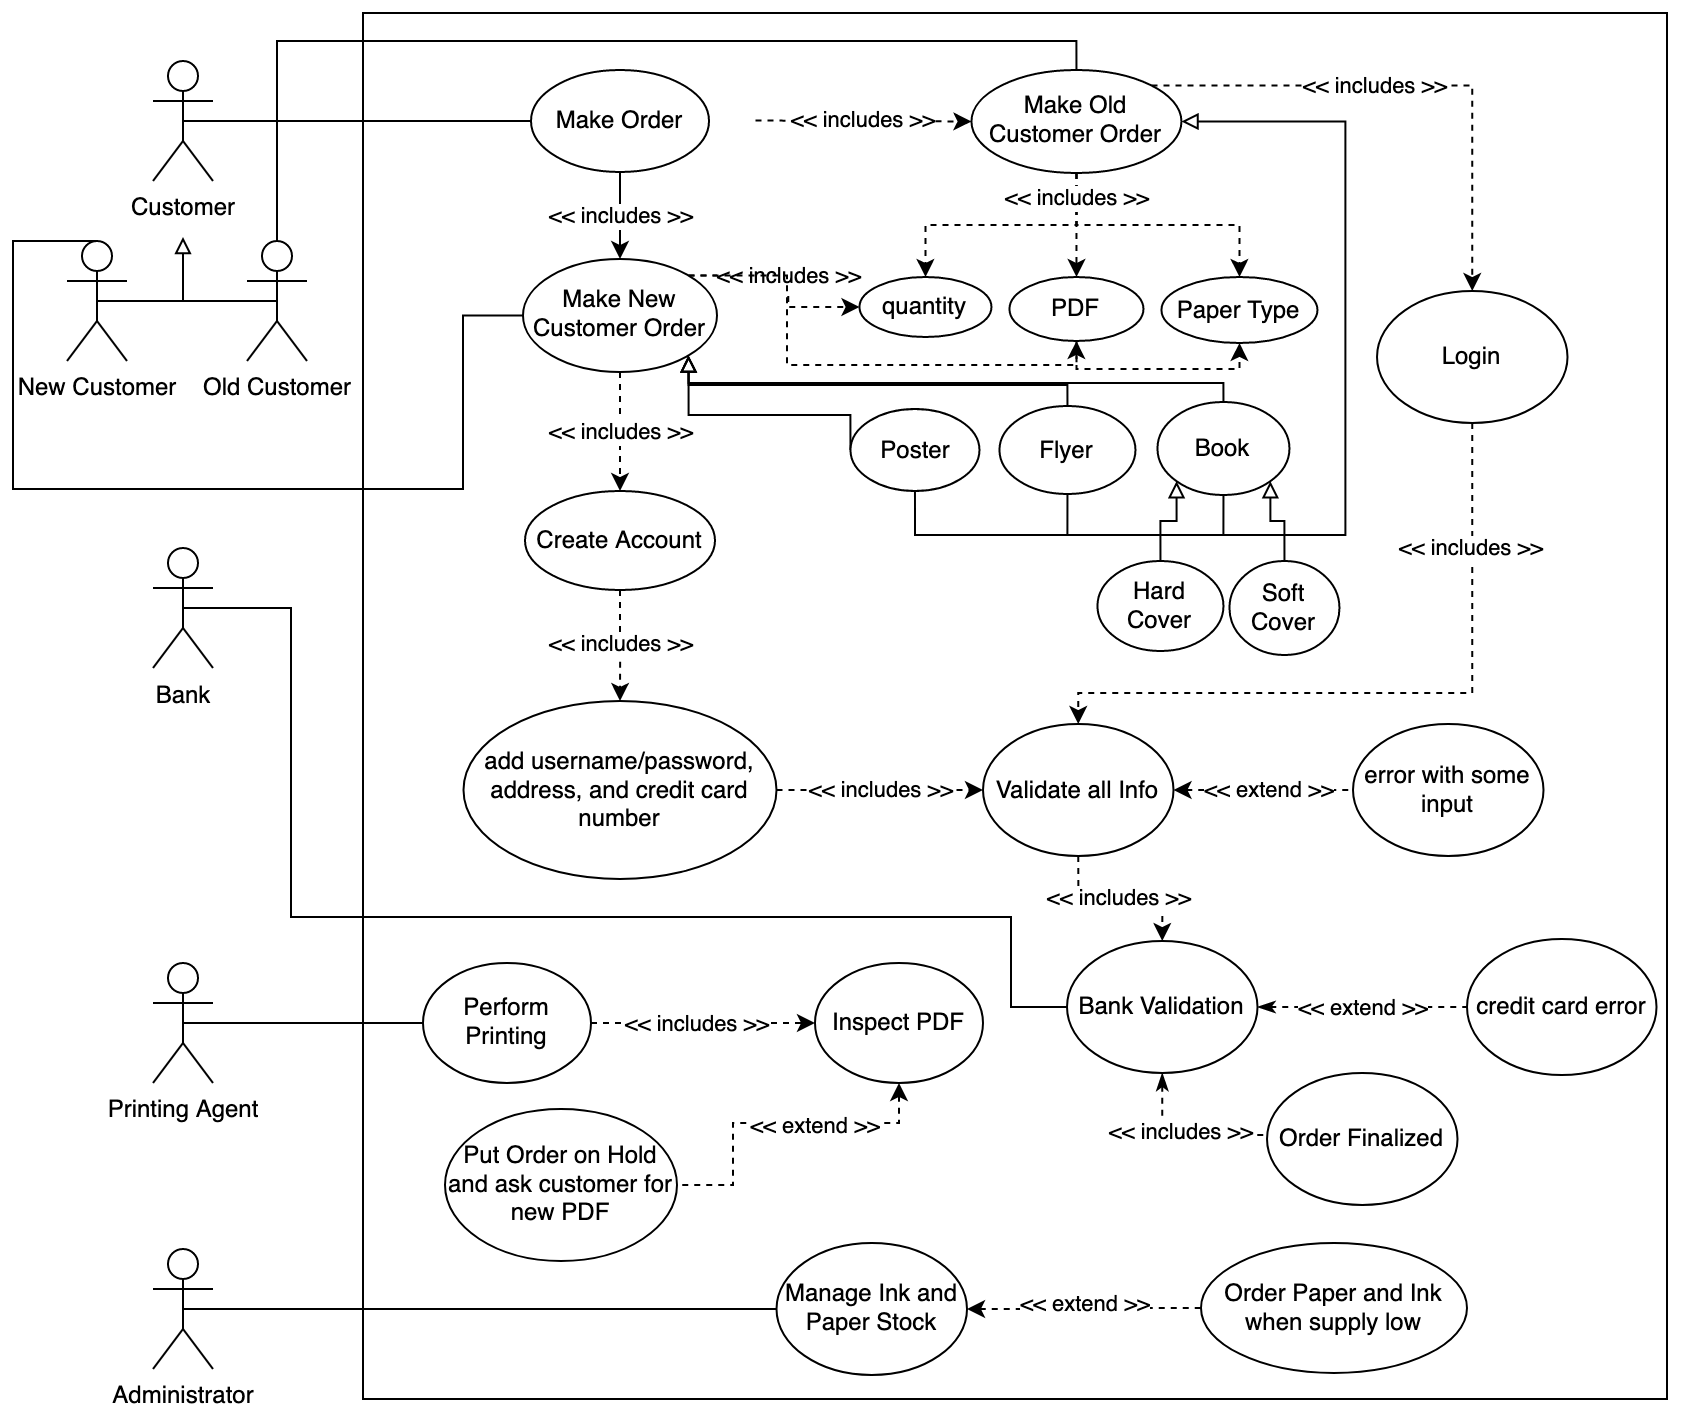 Make Order
<< includes >>
Make Old
Customer Order
<< includes >>
Customer
<< includes >>
<< includes >>
Make New
Customer Order
<< includes >>
quantity
PDF
Paper Type
Login
New Customer
Old Customer
<< includes >>
Poster
Flyer
Book
Create Account
<< includes >>
Hard
Cover
Soft
Cover
<< includes >>
Bank
add username/password,
address, and credit card
number
<< includes >>
Validate all Info
<< extend >>
error with some
input
<< includes >>
Perform
Printing
<< includes >>
Inspect PDF
Bank Validation
<< extend >>
credit card error
Printing Agent
<< extend >>
<< includes >>
Order Finalized
Put Order on Hold
and ask customer for
new PDF
Manage Ink and
Paper Stock
<< extend >>
Order Paper and Ink
when supply low
Administrator